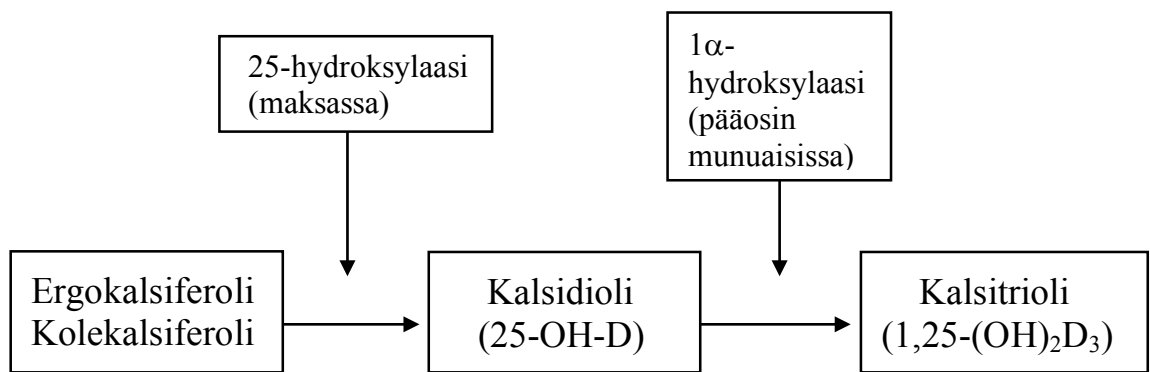 25-hydroksylaasi
(maksassa)
1α-
hydroksylaasi
(pääosin
munuaisissa)
Ergokalsiferoli
Kolekalsiferoli
Kalsidioli
(25-OH-D)
Kalsitrioli
(1,25-(OH)₂D₃)